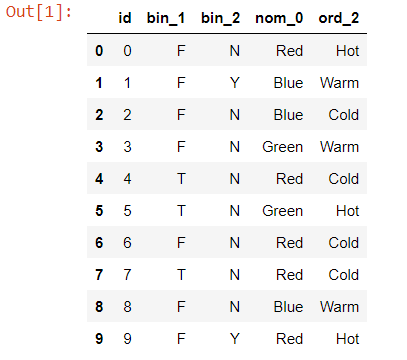 Out[1]:
id bin_1 bin_2 nom_0 ord_2
0 0 F N Red Hot
1 1 F Y Blue Warm
2 2 F N Blue Cold
3 3 F N Green Warm
4 4 T N Red Cold
5 5 T N Green Hot
6 6 F N Red Cold
7 7 T N Red Cold
8 8 F N Blue Warm
9 9 F Y Red Hot